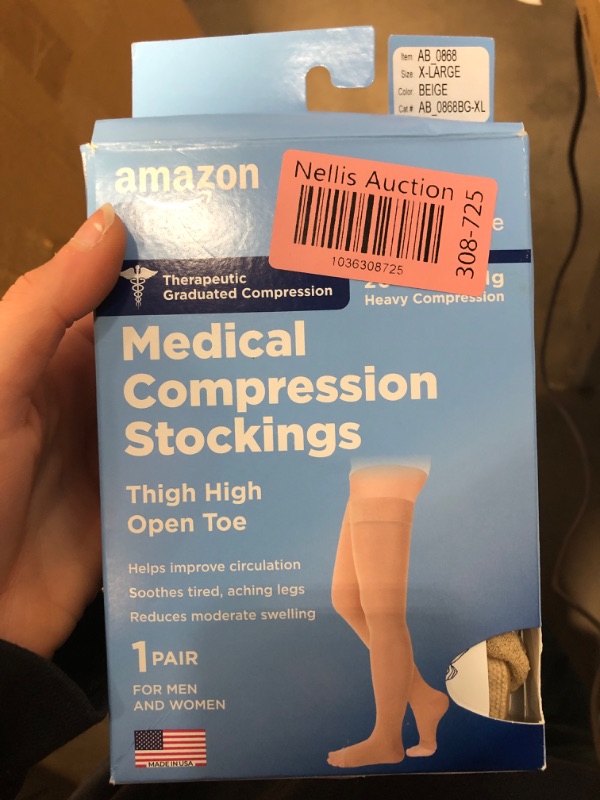 Item: AB_0868
Size: X-LARGE
Color: BEIGE
Cat# AB_0868BG-XL
amazon
Nellis Auction
1036308725
308-725
Therapeutic
Graduated Compression
Heavy Compression
Medical
Compression
Stockings
Thigh High
Open Toe
Helps improve circulation
Soothes tired, aching legs
Reduces moderate swelling
1 PAIR
FOR MEN
AND WOMEN
MADE IN USA